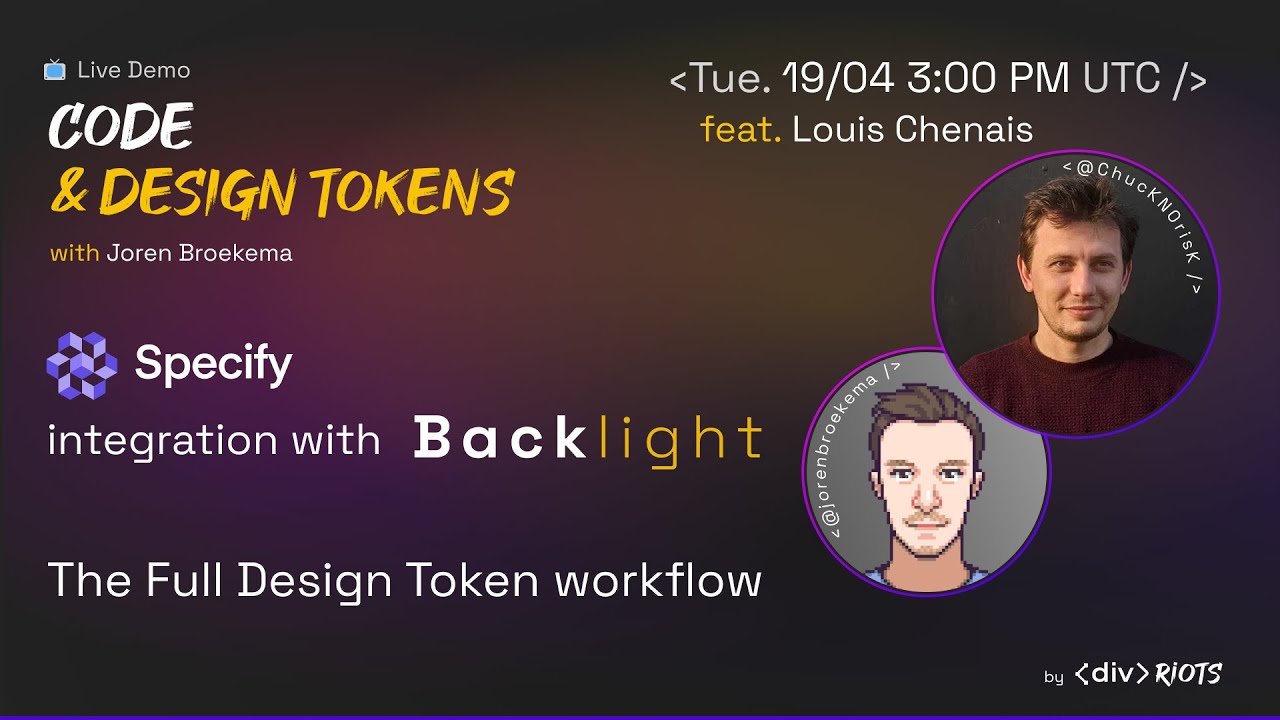 Live Demo
CODE
& DESIGN TOKENS
with Joren Broekema
<Tue. 19/04 3:00 PM UTC />
feat. Louis Chenais
<@ChucKN0risK />
<@jorenbroekema />
Specify
integration with Backlight
The Full Design Token workflow
by <div> RIOTS